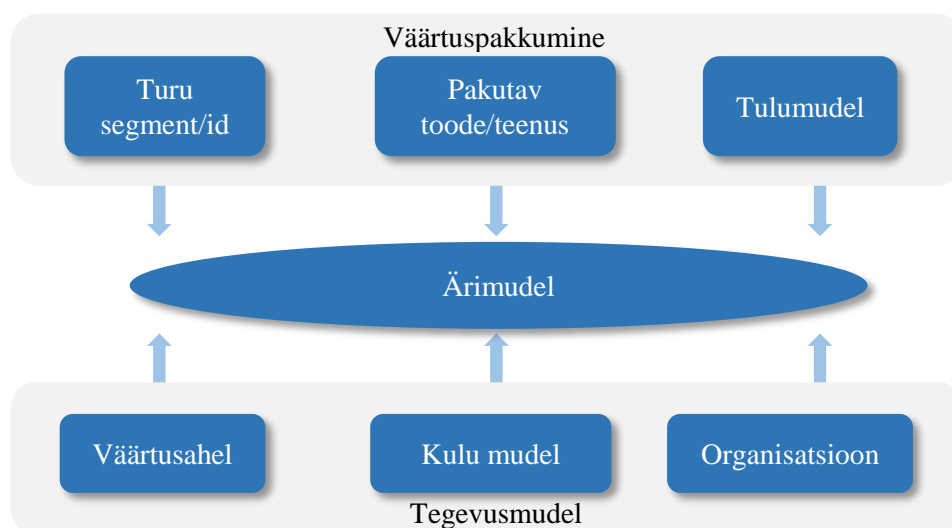 Väärtuspakkumine
Turu
segment/id
Pakutav
toode/teenus
Tulumudel
Ärimudel
Väärtusahel
Kulu mudel
Organisatsioon
Tegevusmudel